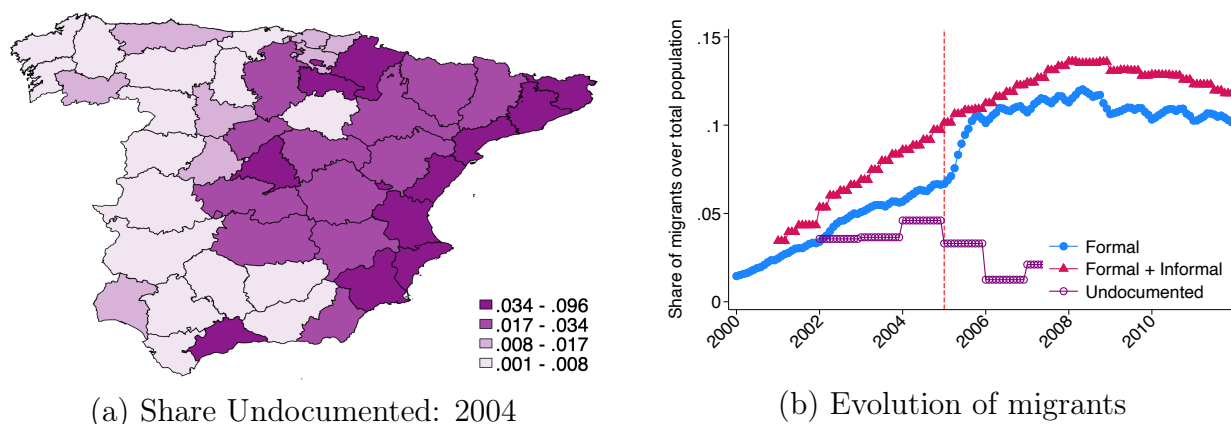 .034 - .096
.017 - .034
.008 - .017
.001 - .008
(a) Share Undocumented: 2004
Share of migrants over total population
.15
.1
.05
0
2000
2002
2004
2006
2008
2010
Formal
Formal + Informal
Undocumented
(b) Evolution of migrants